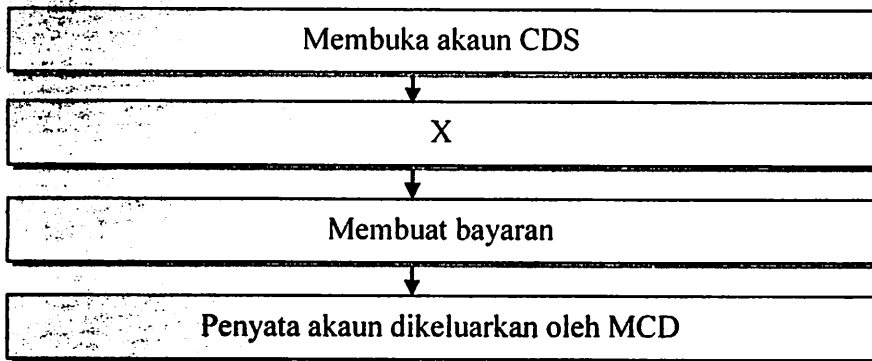 Membuka akaun CDS
X
Membuat bayaran
Penyata akaun dikeluarkan oleh MCD